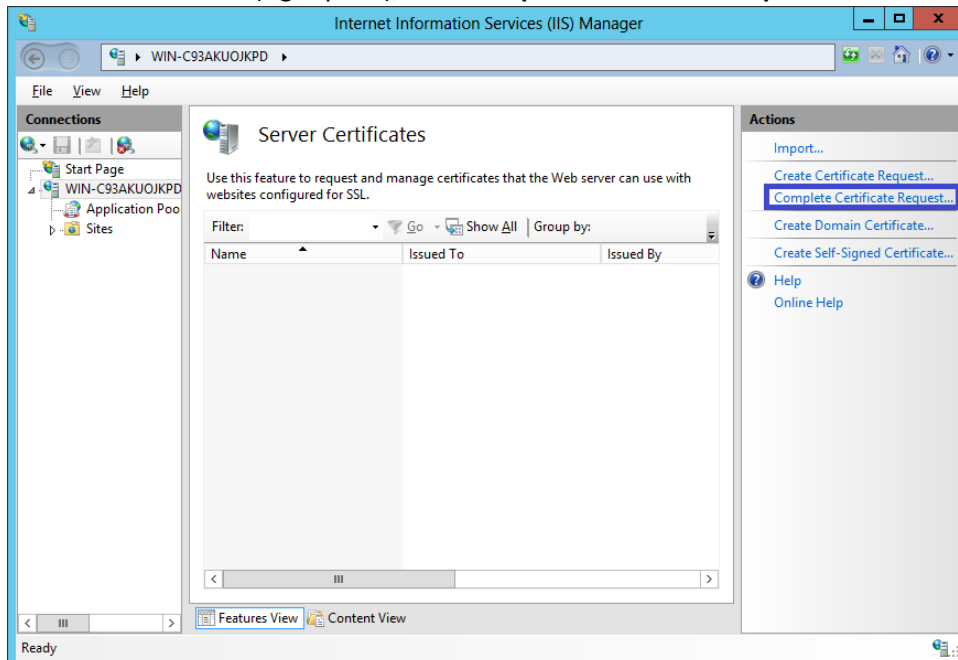 Internet Information Services (IIS) Manager
WIN-C93AKUOJKPD
File View Help
Connections
Start Page
WIN-C93AKUOJKPD
Application Poo
Sites
Server Certificates
Use this feature to request and manage certificates that the Web server can use with
websites configured for SSL.
Filter: Go Show All Group by:
Name Issued To Issued By
Features View Content View
Actions
Import...
Create Certificate Request...
Complete Certificate Request...
Create Domain Certificate...
Create Self-Signed Certificate...
Help
Online Help
Ready